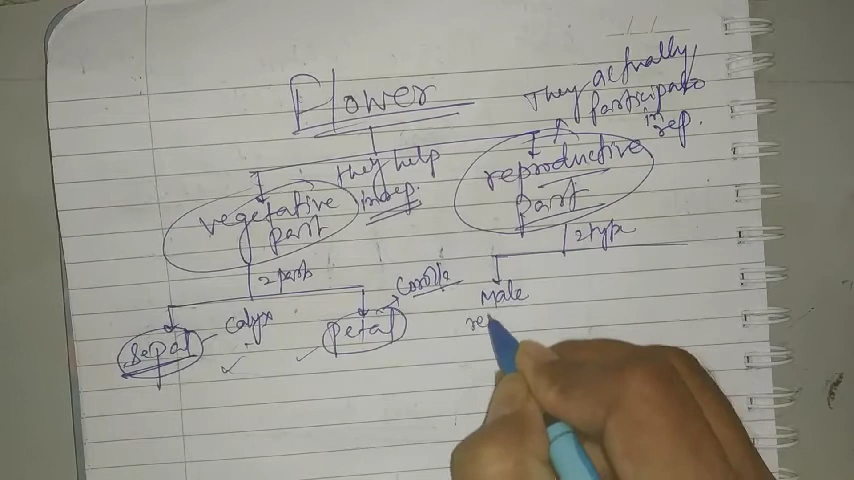 Flower
They actually
participate
in
rep.
they help
in rep.
vegetative
part
reproductive
part
2 parts
2 type
sepal
calyx
petal
Corolla
Male
re